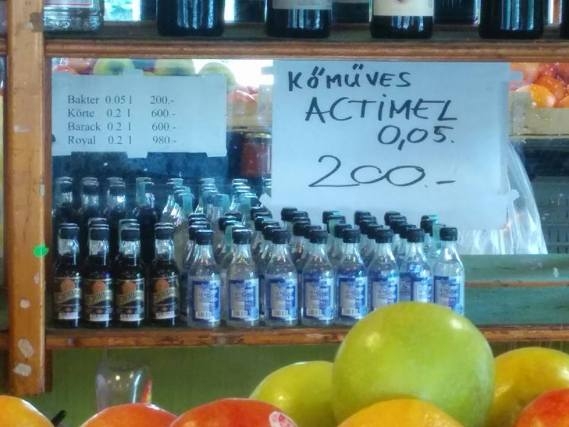 Bakter 0.05 l 200.-
Körte 0.2 l 600.-
Barack 0.2 l 600.-
Royal 0.2 l 980.-
KŐMŰVES
ACTIMEL
0,05.
200.-